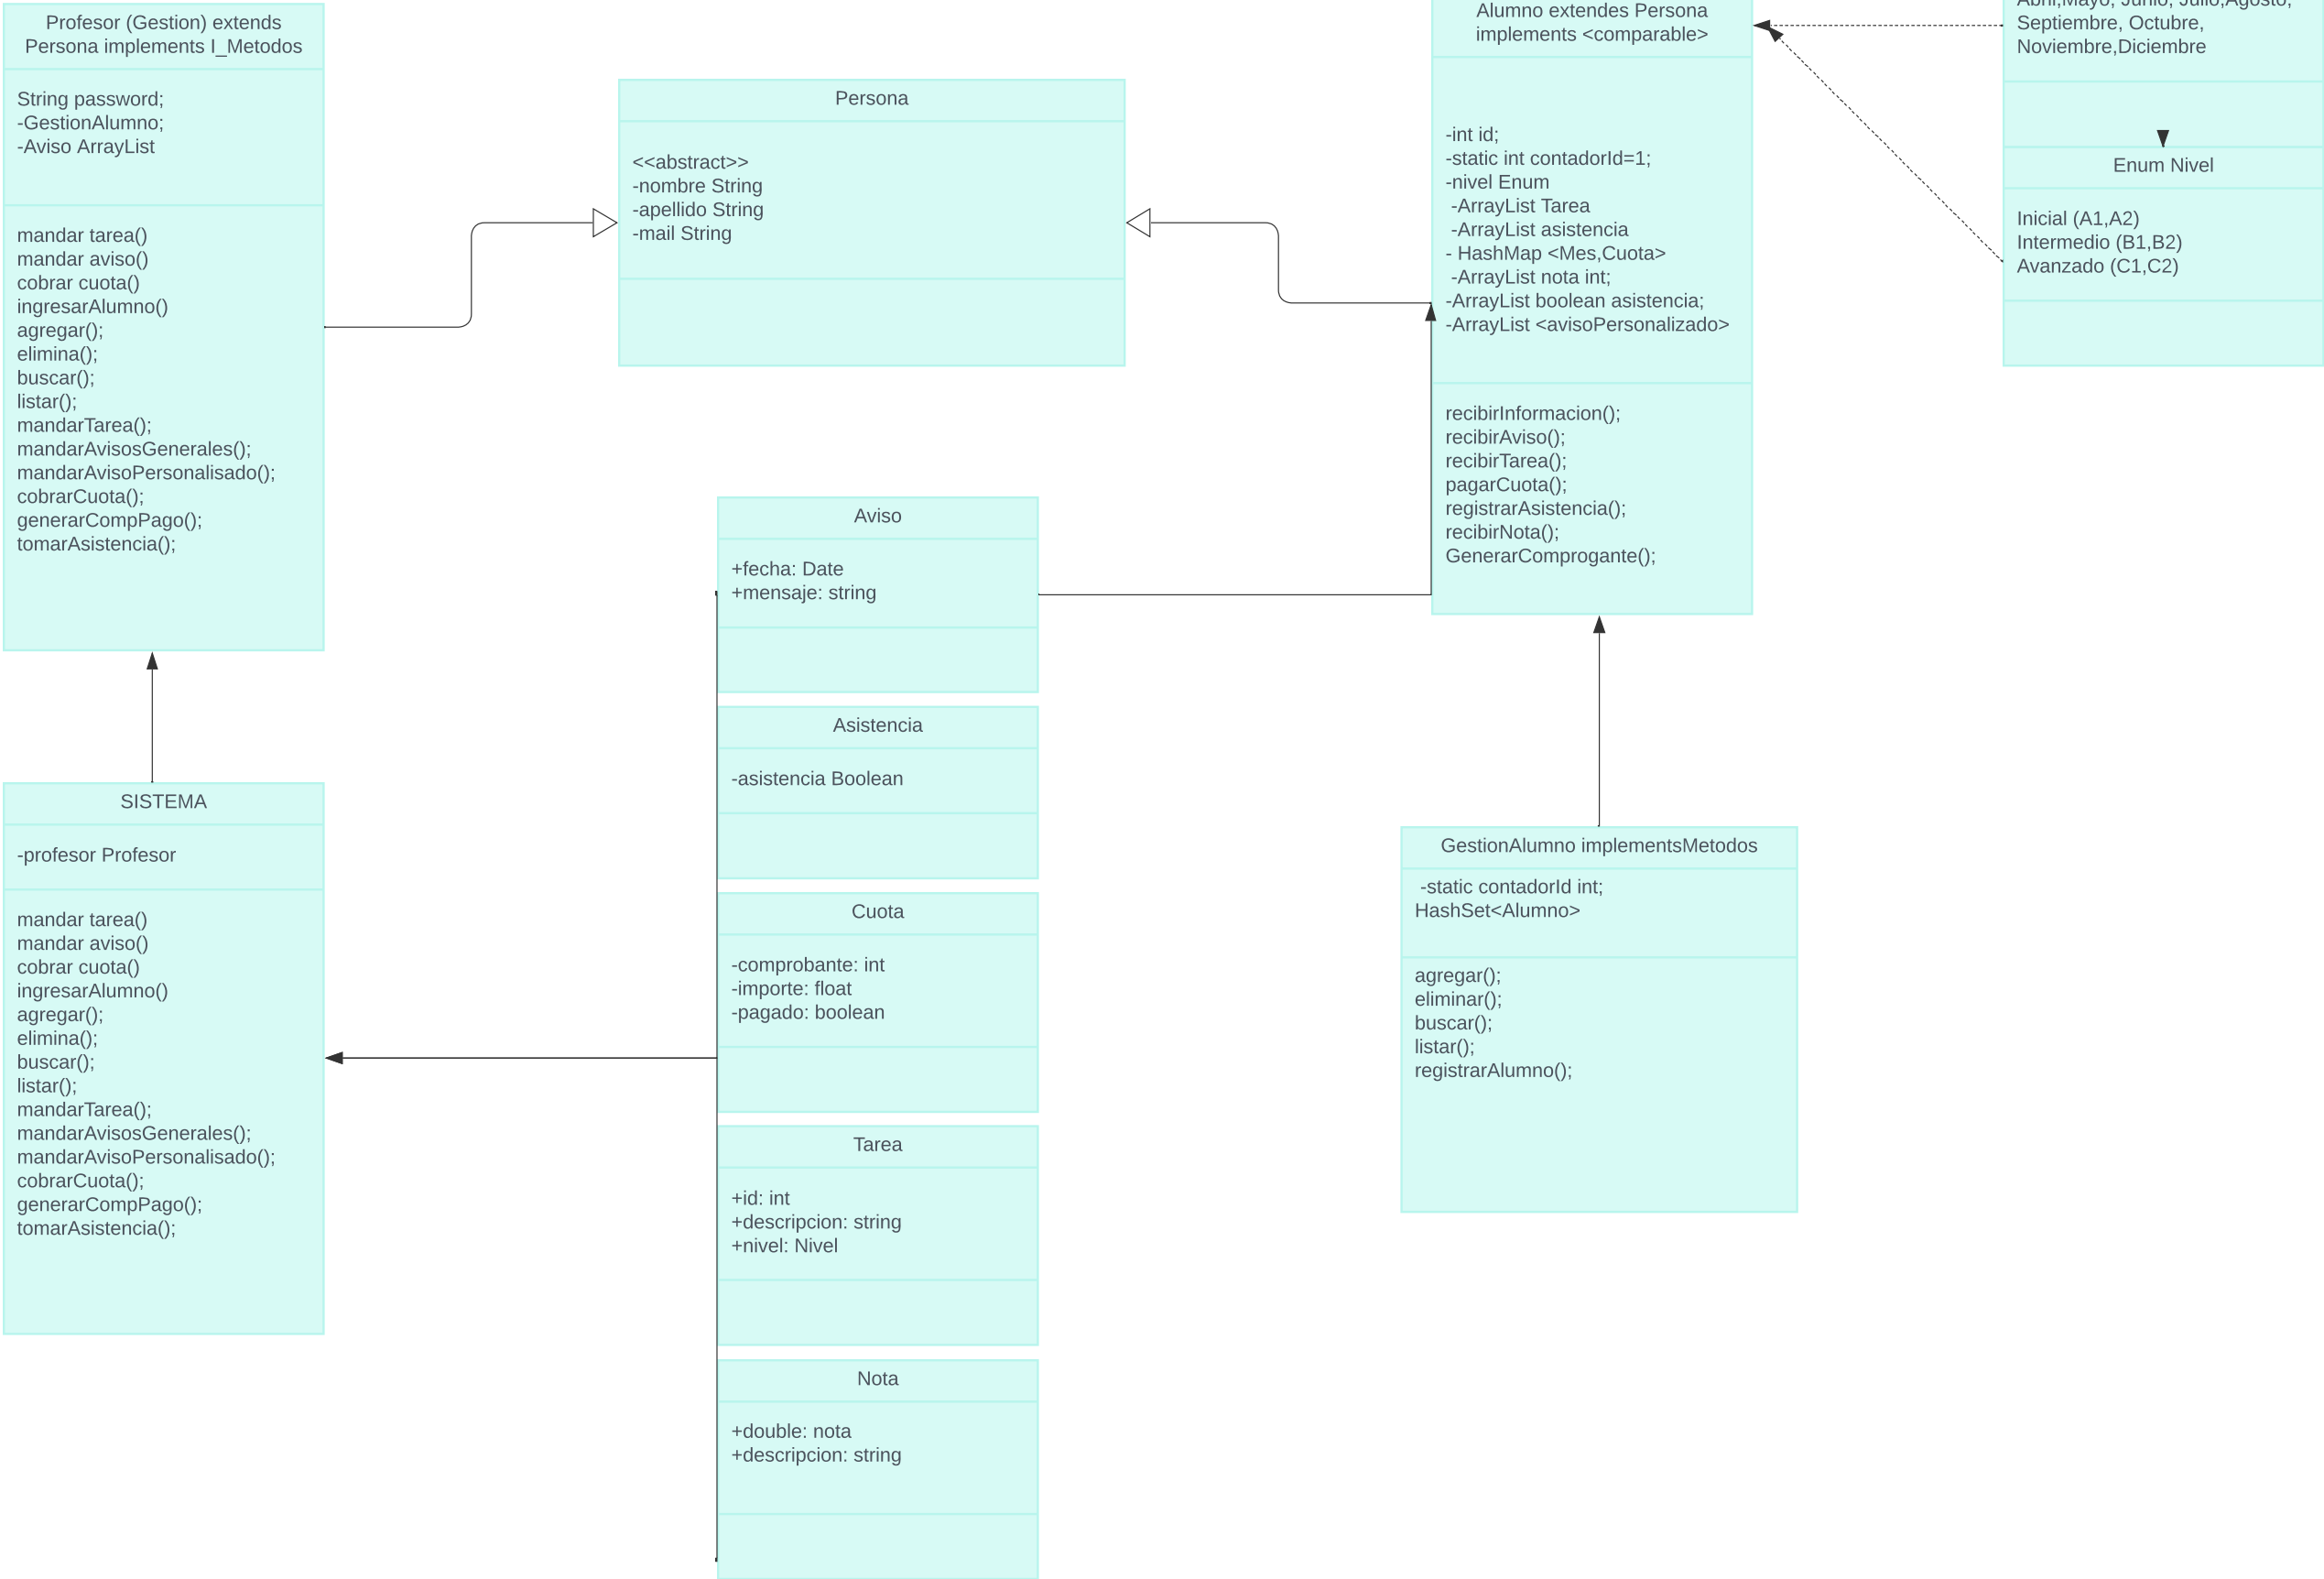 Profesor (Gestion) extends
Persona implements I_Metodos
String password;
-GestionAlumno;
-Aviso ArrayList
mandar tarea()
mandar aviso()
cobrar cuota()
ingresarAlumno()
agregar();
elimina();
buscar();
listar();
mandarTarea();
mandarAvisosGenerales();
mandarAvisoPersonalisado();
cobrarCuota();
generarCompPago();
tomarAsistencia();
Persona
<<abstract>>
-nombre String
-apellido String
-mail String
Alumno extendes Persona
implements <comparable>
-int id;
-static int contadorId=1;
-nivel Enum
-ArrayList Tarea
-ArrayList asistencia
- HashMap <Mes,Cuota>
-ArrayList nota int;
-ArrayList boolean asistencia;
-ArrayList <avisoPersonalizado>
recibirInformacion();
recibirAviso();
recibirTarea();
pagarCuota();
registrarAsistencia();
recibirNota();
GenerarComprogante();
Abril,Mayo, Junio, Julio,Agosto,
Septiembre, Octubre,
Noviembre,Diciembre
Enum Nivel
Inicial (A1,A2)
Intermedio (B1,B2)
Avanzado (C1,C2)
Aviso
+fecha: Date
+mensaje: string
Asistencia
-asistencia Boolean
Cuota
-comprobante: int
-importe: float
-pagado: boolean
Tarea
+id: int
+descripcion: string
+nivel: Nivel
Nota
+double: nota
+descripcion: string
SISTEMA
-profesor Profesor
mandar tarea()
mandar aviso()
cobrar cuota()
ingresarAlumno()
agregar();
elimina();
buscar();
listar();
mandarTarea();
mandarAvisosGenerales();
mandarAvisoPersonalisado();
cobrarCuota();
generarCompPago();
tomarAsistencia();
GestionAlumno implementsMetodos
-static contadorId int;
HashSet<Alumno>
agregar();
eliminar();
buscar();
listar();
registrarAlumno();